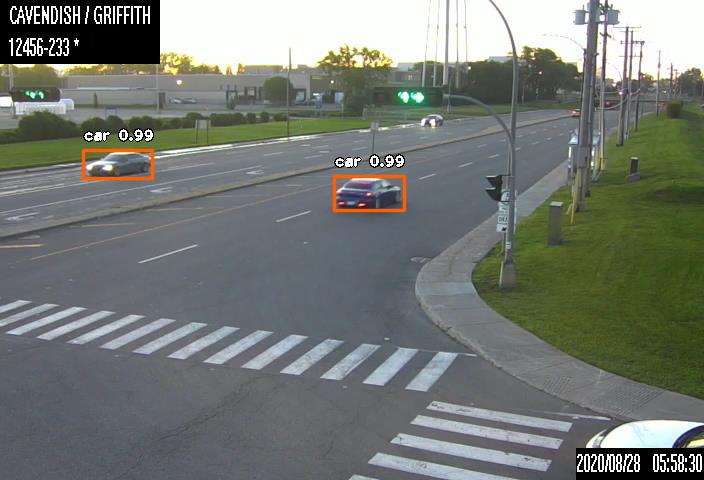 CAVENDISH / GRIFFITH
12456-233 *
car 0.99
car 0.99
2020/08/28 05:58:30